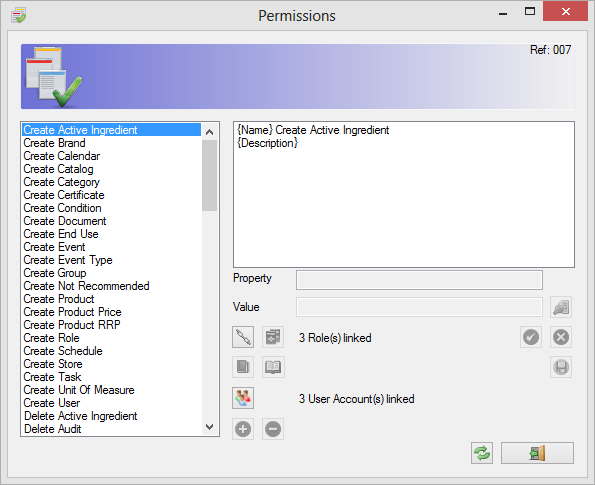 Permissions
Ref: 007
Create Active Ingredient
Create Brand
Create Calendar
Create Catalog
Create Category
Create Certificate
Create Condition
Create Document
Create End Use
Create Event
Create Event Type
Create Group
Create Not Recommended
Create Product
Create Product Price
Create Product RRP
Create Role
Create Schedule
Create Store
Create Task
Create Unit Of Measure
Create User
Delete Active Ingredient
Delete Audit
{Name} Create Active Ingredient
{Description}
Property
Value
3 Role(s) linked
3 User Account(s) linked